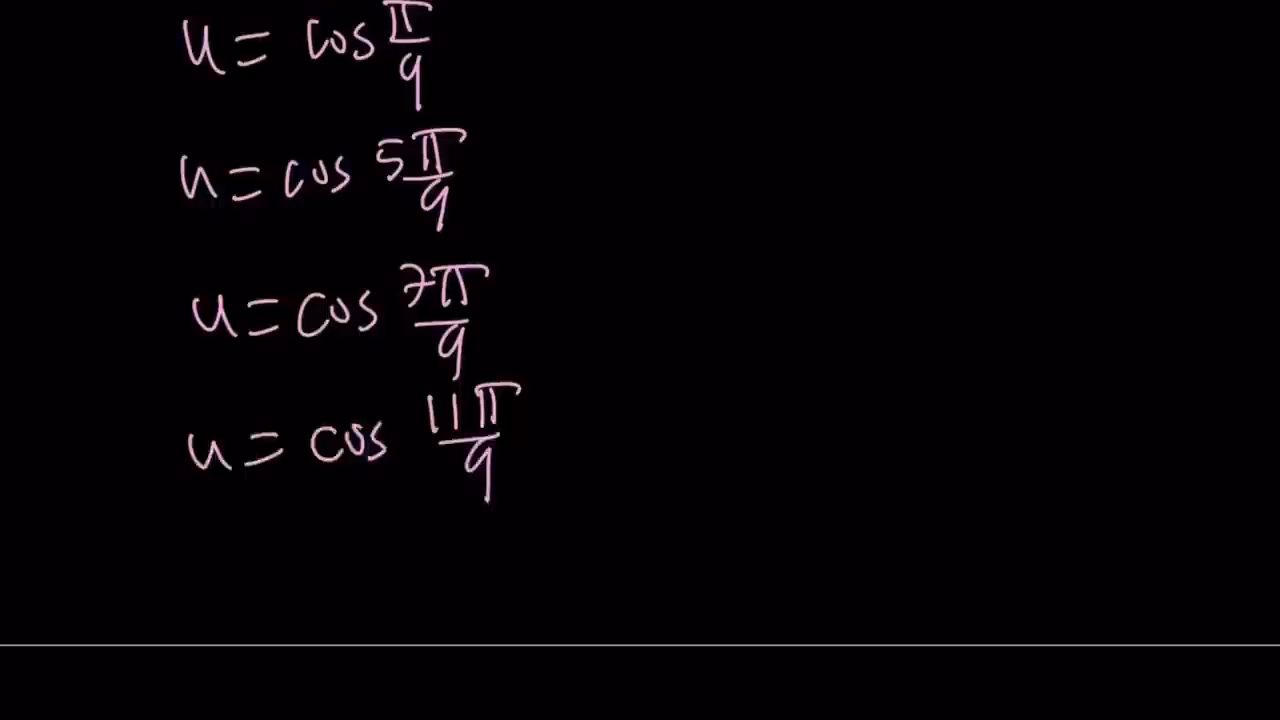 u = cos π/9
u = cos 5π/9
u = cos 7π/9
u = cos 11π/9